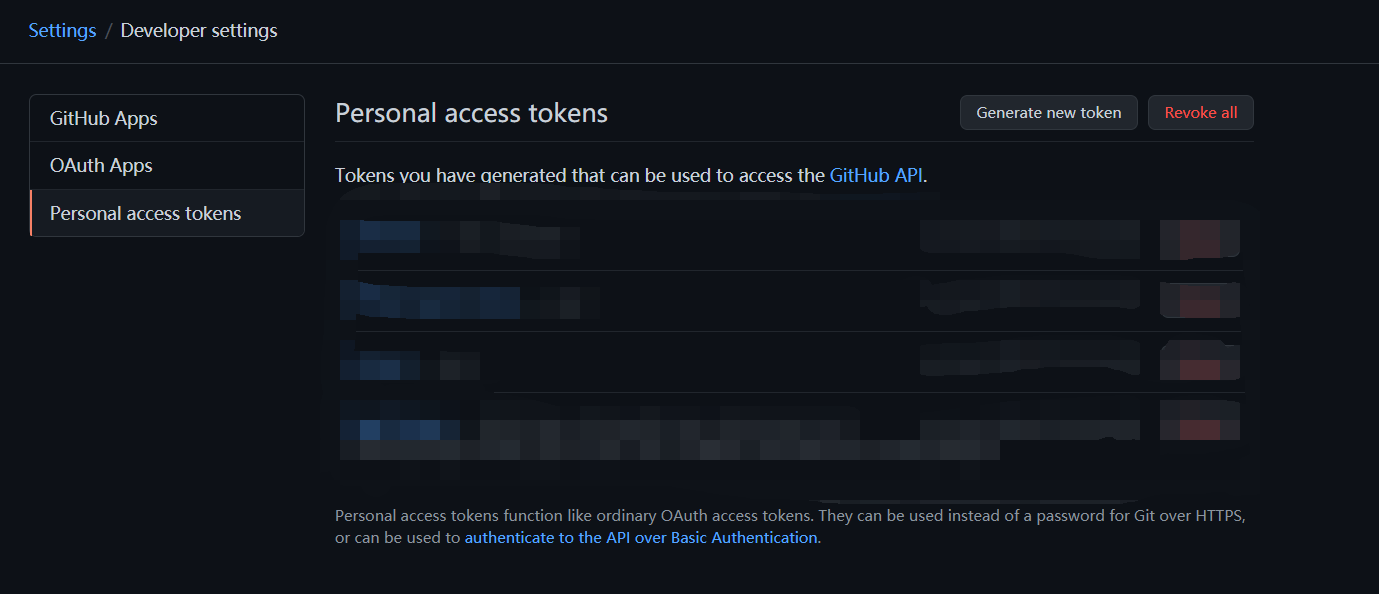 Settings / Developer settings
GitHub Apps
OAuth Apps
Personal access tokens
Personal access tokens
Generate new token
Revoke all
Tokens you have generated that can be used to access the GitHub API.
Personal access tokens function like ordinary OAuth access tokens. They can be used instead of a password for Git over HTTPS,
or can be used to authenticate to the API over Basic Authentication.